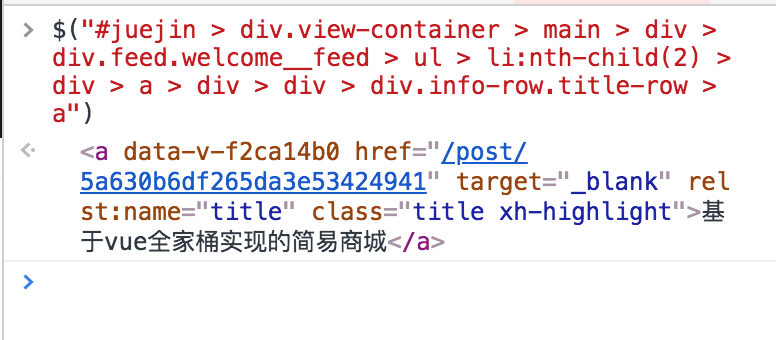 > $("#juejin > div.view-container > main > div >
div.feed.welcome__feed > ul > li:nth-child(2) >
div > a > div > div > div.info-row.title-row >
a")
<a data-v-f2ca14b0 href="/post/
5a630b6df265da3e53424941" target="_blank" rel
st:name="title" class="title xh-highlight">基
于vue全家桶实现的简易商城</a>
>